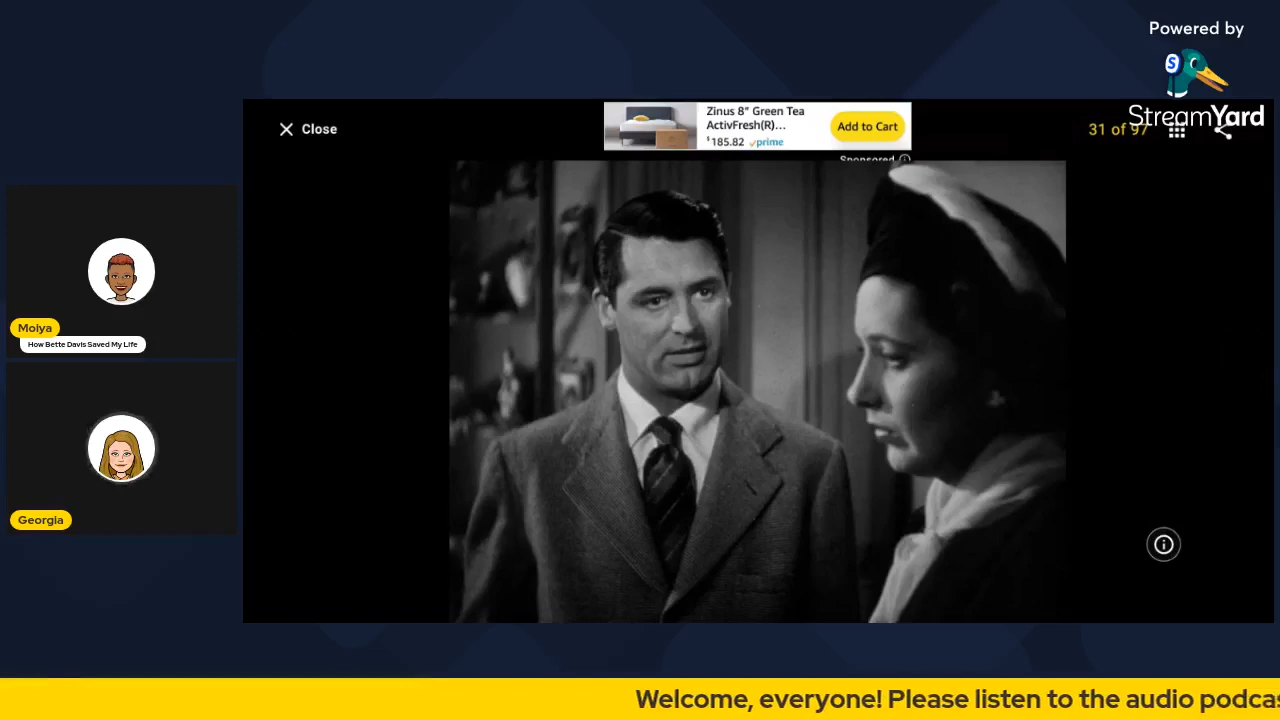 Powered by
StreamYard
Close
Zinus 8" Green Tea
ActivFresh(R)...
$185.82 prime
Add to Cart
Sponsored
31 of 97
Moiya
How Bette Davis Saved My Life
Georgia
Welcome, everyone! Please listen to the audio podcas